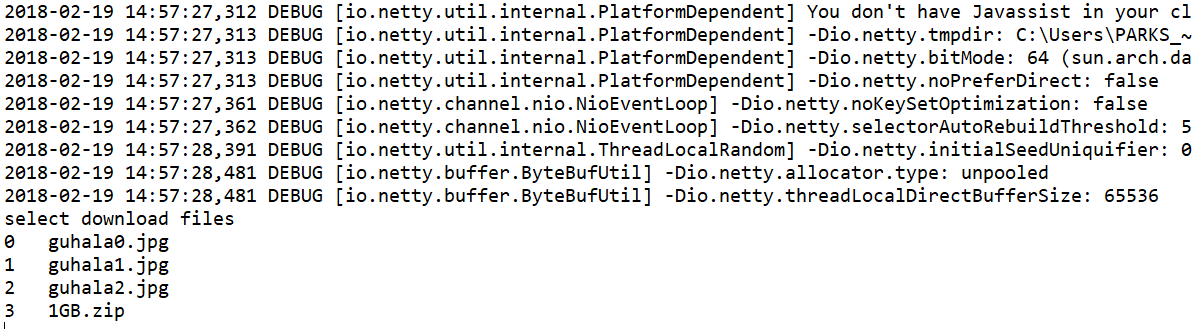 2018-02-19 14:57:27,312 DEBUG [io.netty.util.internal.PlatformDependent] You don't have Javassist in your cl
2018-02-19 14:57:27,313 DEBUG [io.netty.util.internal.PlatformDependent] -Dio.netty.tmpdir: C:\Users\PARKS_~
2018-02-19 14:57:27,313 DEBUG [io.netty.util.internal.PlatformDependent] -Dio.netty.bitMode: 64 (sun.arch.da
2018-02-19 14:57:27,313 DEBUG [io.netty.util.internal.PlatformDependent] -Dio.netty.noPreferDirect: false
2018-02-19 14:57:27,361 DEBUG [io.netty.channel.nio.NioEventLoop] -Dio.netty.noKeySetOptimization: false
2018-02-19 14:57:27,362 DEBUG [io.netty.channel.nio.NioEventLoop] -Dio.netty.selectorAutoRebuildThreshold: 5
2018-02-19 14:57:28,391 DEBUG [io.netty.util.internal.ThreadLocalRandom] -Dio.netty.initialSeedUniquifier: 0
2018-02-19 14:57:28,481 DEBUG [io.netty.buffer.ByteBufUtil] -Dio.netty.allocator.type: unpooled
2018-02-19 14:57:28,481 DEBUG [io.netty.buffer.ByteBufUtil] -Dio.netty.threadLocalDirectBufferSize: 65536
select download files
0 guhala0.jpg
1 guhala1.jpg
2 guhala2.jpg
3 1GB.zip